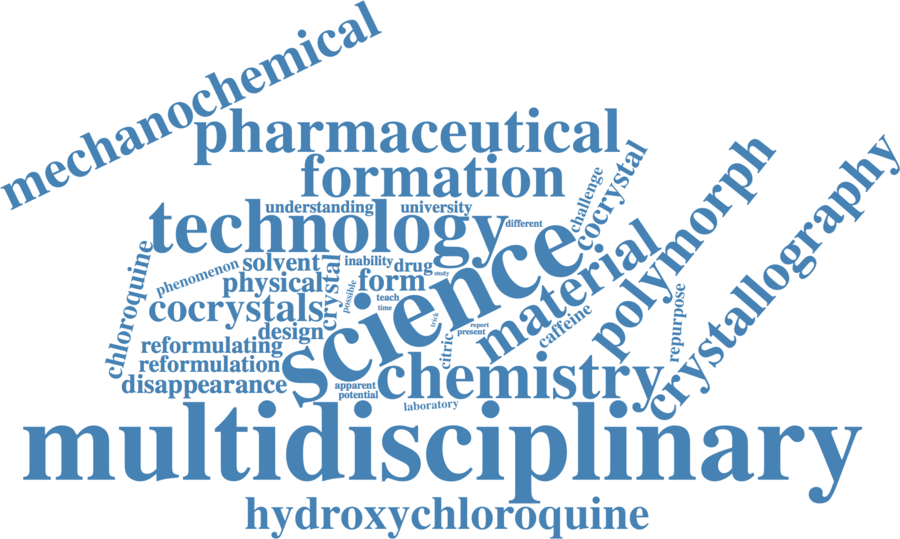 mechanochemical
pharmaceutical
formation
understanding
university
technology
different
challenge
cocrystal
polymorph
crystallography
chloroquine
phenomenon
solvent
physical
crystal
inability
drug
study
form
possible
teach
time
science
material
cocrystals
design
trick
report
present
citric
caffeine
repurpose
reformulating
reformulation
disappearance
apparent
potential
chemistry
laboratory
multidisciplinary
hydroxychloroquine